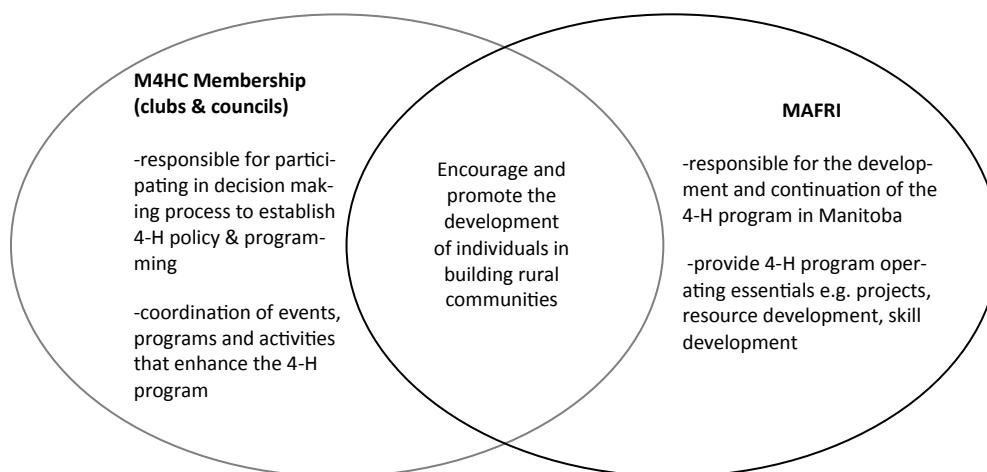 M4HC Membership
(clubs & councils)
-responsible for partici-
pating in decision mak-
ing process to establish
4-H policy & program-
ming
-coordination of events,
programs and activities
that enhance the 4-H
program
Encourage and
promote the
development
of individuals in
building rural
communities
MAFRI
-responsible for the develop-
ment and continuation of the
4-H program in Manitoba
-provide 4-H program oper-
ating essentials e.g. projects,
resource development, skill
development